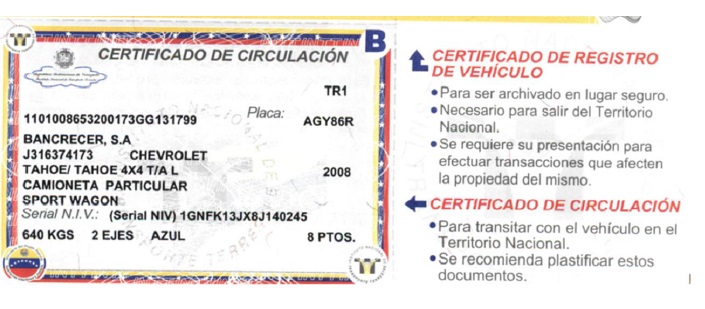 B
CERTIFICADO DE CIRCULACIÓN
TR1
1101008653200173GG131799 Placa: AGY86R
BANCRECER, S.A
J316374173 CHEVROLET
TAHOE/ TAHOE 4X4 T/A L 2008
CAMIONETA PARTICULAR
SPORT WAGON
Serial N.I.V.: (Serial NIV) 1GNFK13JX8J140245
640 KGS 2 EJES AZUL 8 PTOS.
CERTIFICADO DE REGISTRO
DE VEHÍCULO
• Para ser archivado en lugar seguro.
• Necesario para salir del Territorio
Nacional.
• Se requiere su presentación para
efectuar transacciones que afecten
la propiedad del mismo.
CERTIFICADO DE CIRCULACIÓN
• Para transitar con el vehículo en el
Territorio Nacional.
• Se recomienda plastificar estos
documentos.